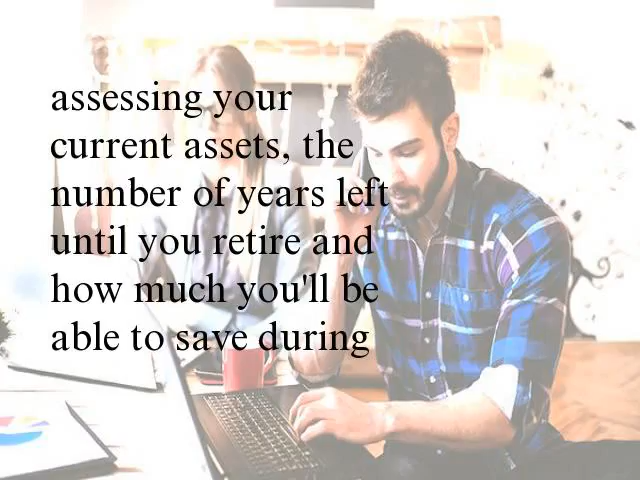 assessing your
current assets, the
number of years left
until you retire and
how much you'll be
able to save during